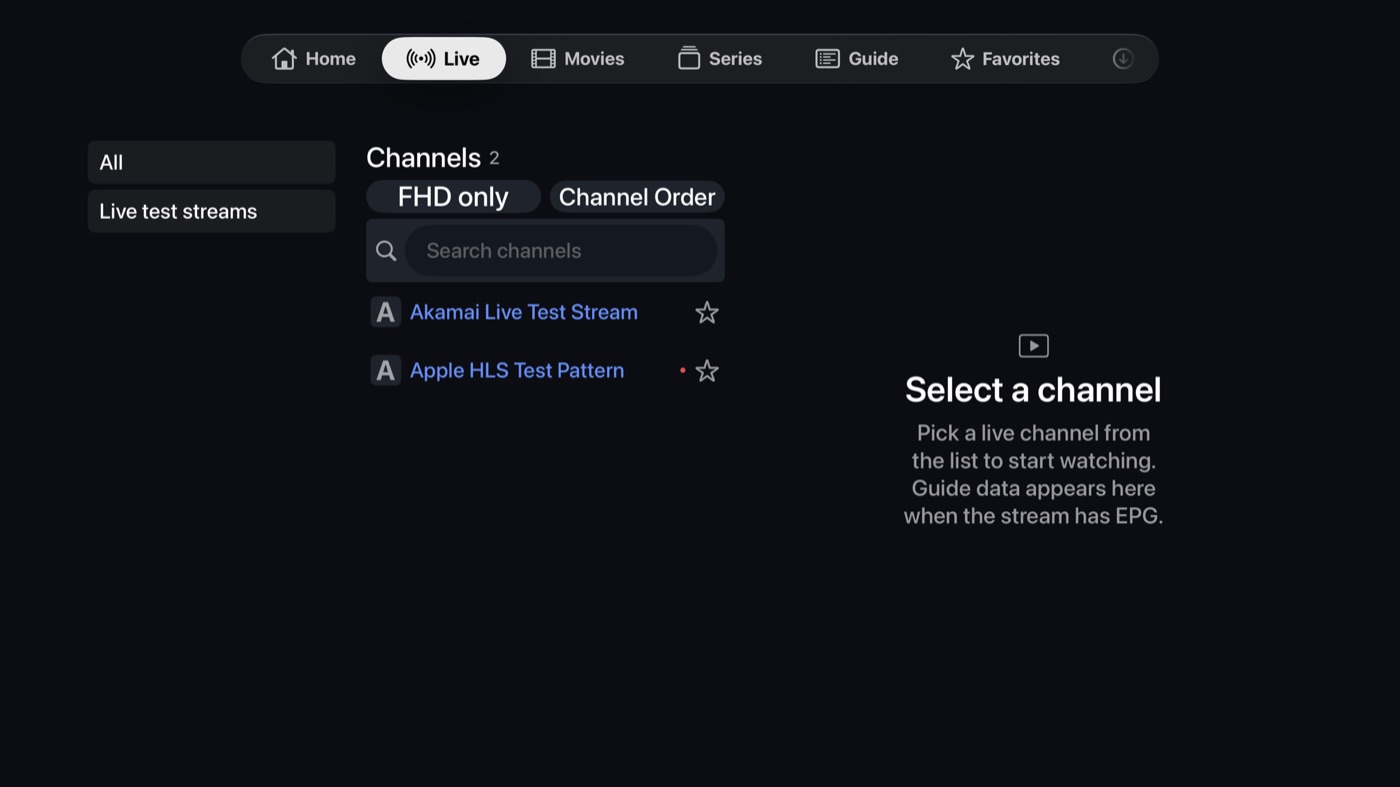 Home
Live
Movies
Series
Guide
Favorites
All
Live test streams
Channels 2
FHD only
Channel Order
Search channels
A Akamai Live Test Stream
A Apple HLS Test Pattern
Select a channel
Pick a live channel from
the list to start watching.
Guide data appears here
when the stream has EPG.